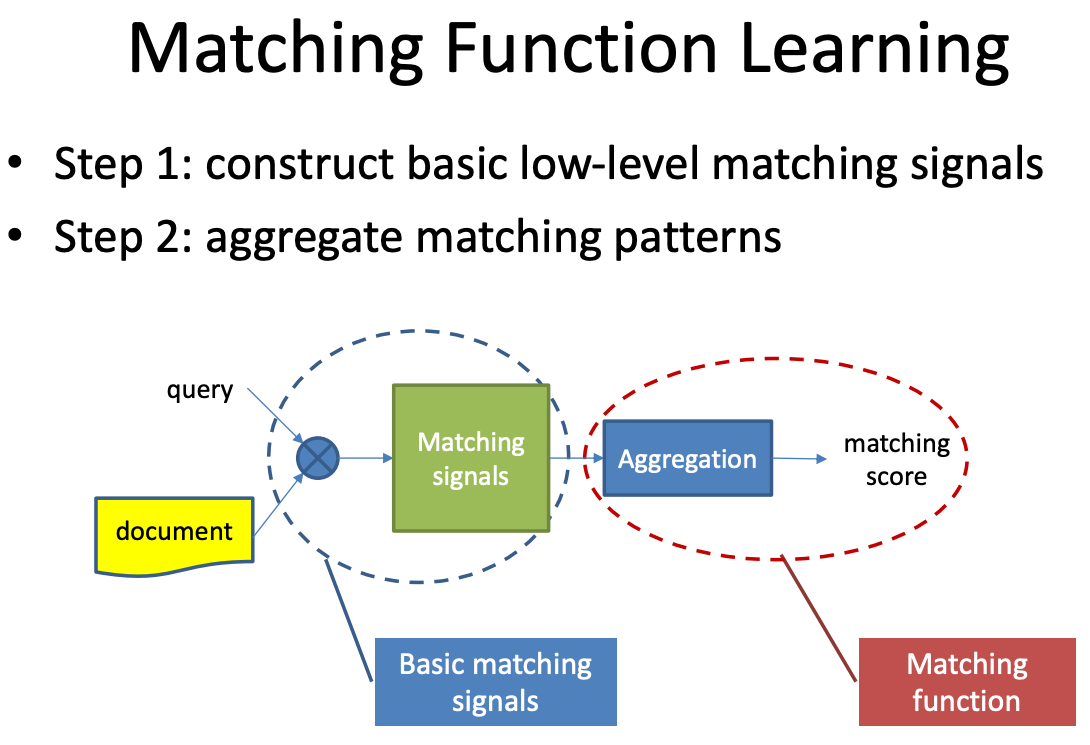 Matching Function Learning
• Step 1: construct basic low-level matching signals
• Step 2: aggregate matching patterns
query
document
Matching
signals
Aggregation
matching
score
Basic matching
signals
Matching
function